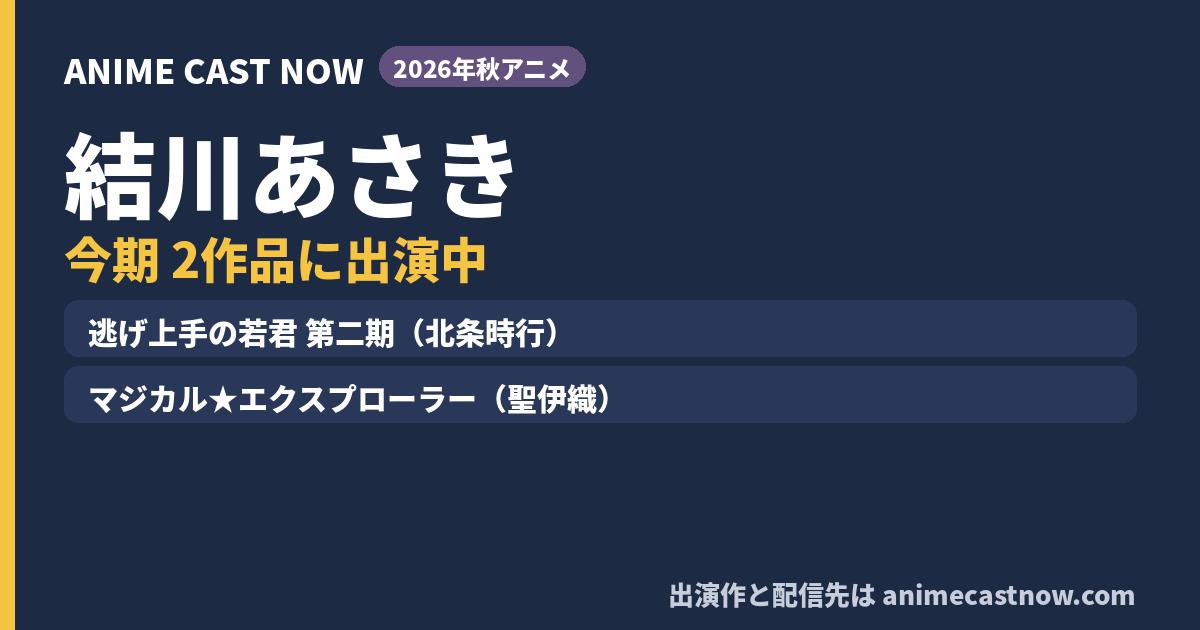 ANIME CAST NOW 2026年秋アニメ
結川あさき
今期 2作品に出演中
逃げ上手の若君 第二期（北条時行）
マジカル★エクスプローラー（聖伊織）
出演作と配信先は animecastnow.com